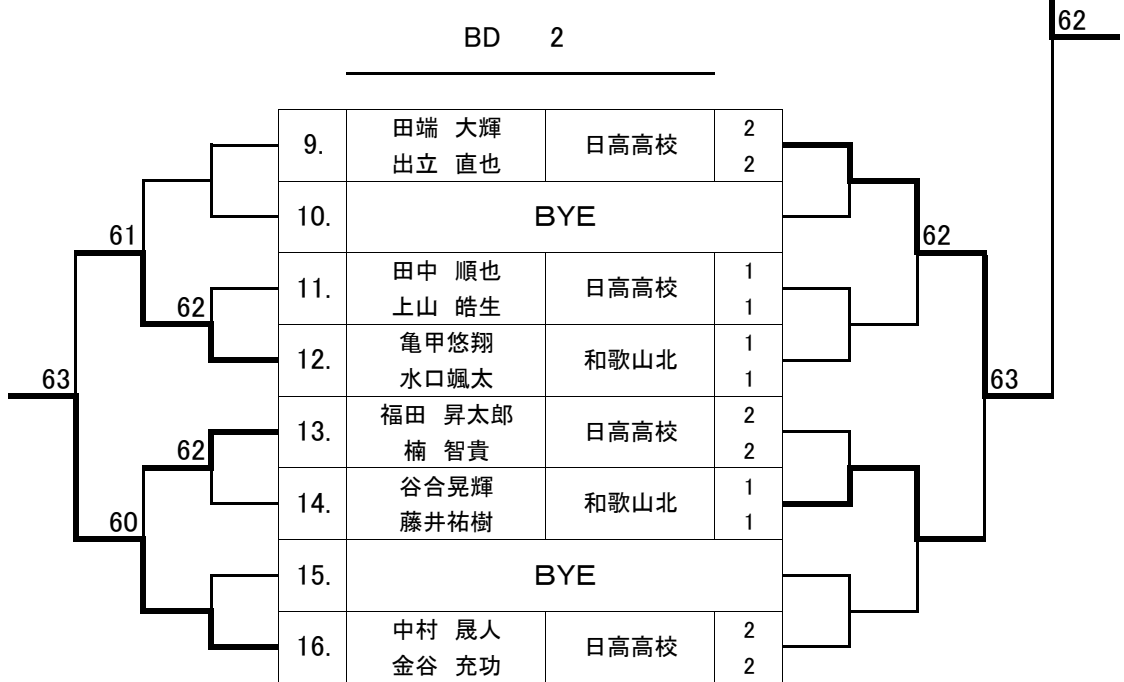 62
BD 2
9. 田端 大輝 日高高校 2
出立 直也 2
10. BYE
61 62
11. 田中 順也 日高高校 1
上山 皓生 1
62
12. 亀甲悠翔 和歌山北 1
水口颯太 1
63 63
13. 福田 昇太郎 日高高校 2
楠 智貴 2
62
14. 谷合晃輝 和歌山北 1
藤井祐樹 1
60
15. BYE
16. 中村 晟人 日高高校 2
金谷 充功 2